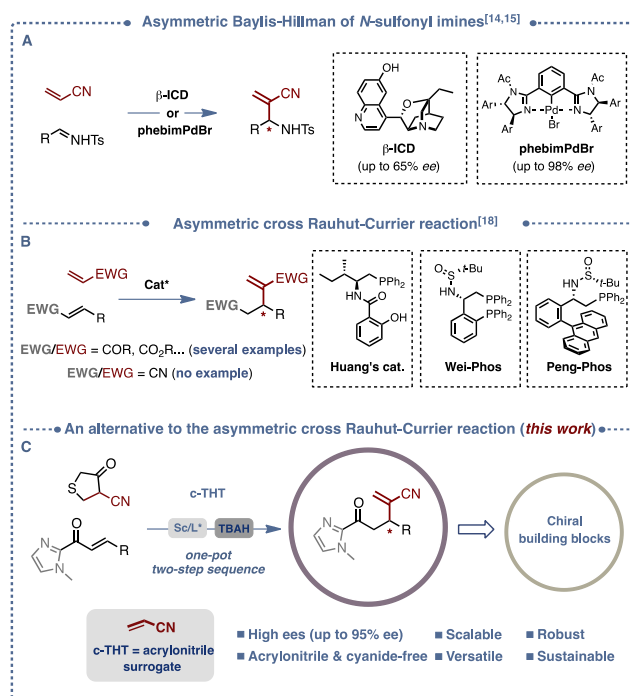 Asymmetric Baylis-Hillman of N-sulfonyl imines[14,15]
A
CN
R
NHTs
β-ICD
or
phebimPdBr
CN
R
NHTs
*
OH
N
O
N
β-ICD
(up to 65% ee)
Ac
N
Ac
N
Ar
Ar
N
Pd
N
Ar
Ar
Br
phebimPdBr
(up to 98% ee)
Asymmetric cross Rauhut-Currier reaction[18]
B
EWG
EWG
R
Cat*
EWG
EWG
R
*
EWG/EWG = COR, CO2R... (several examples)
EWG/EWG = CN (no example)
PPh2
NH
O
OH
Huang's cat.
O
S
t-Bu
HN
PPh2
PPh2
Wei-Phos
O
HN
S
t-Bu
PPh2
Peng-Phos
An alternative to the asymmetric cross Rauhut-Currier reaction (this work)
C
O
S
CN
O
N
N
R
c-THT
Sc/L*
TBAH
one-pot
two-step sequence
CN
O
N
N
R
*
Chiral
building blocks
CN
c-THT = acrylonitrile
surrogate
■ High ees (up to 95% ee) ■ Scalable ■ Robust
■ Acrylonitrile & cyanide-free ■ Versatile ■ Sustainable